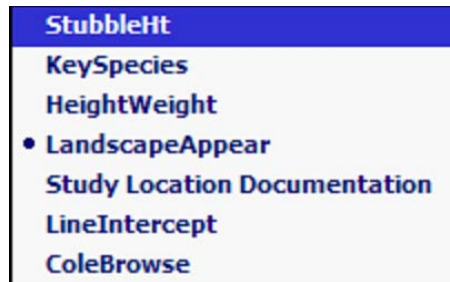 StubbleHt
KeySpecies
HeightWeight
• LandscapeAppear
Study Location Documentation
LineIntercept
ColeBrowse